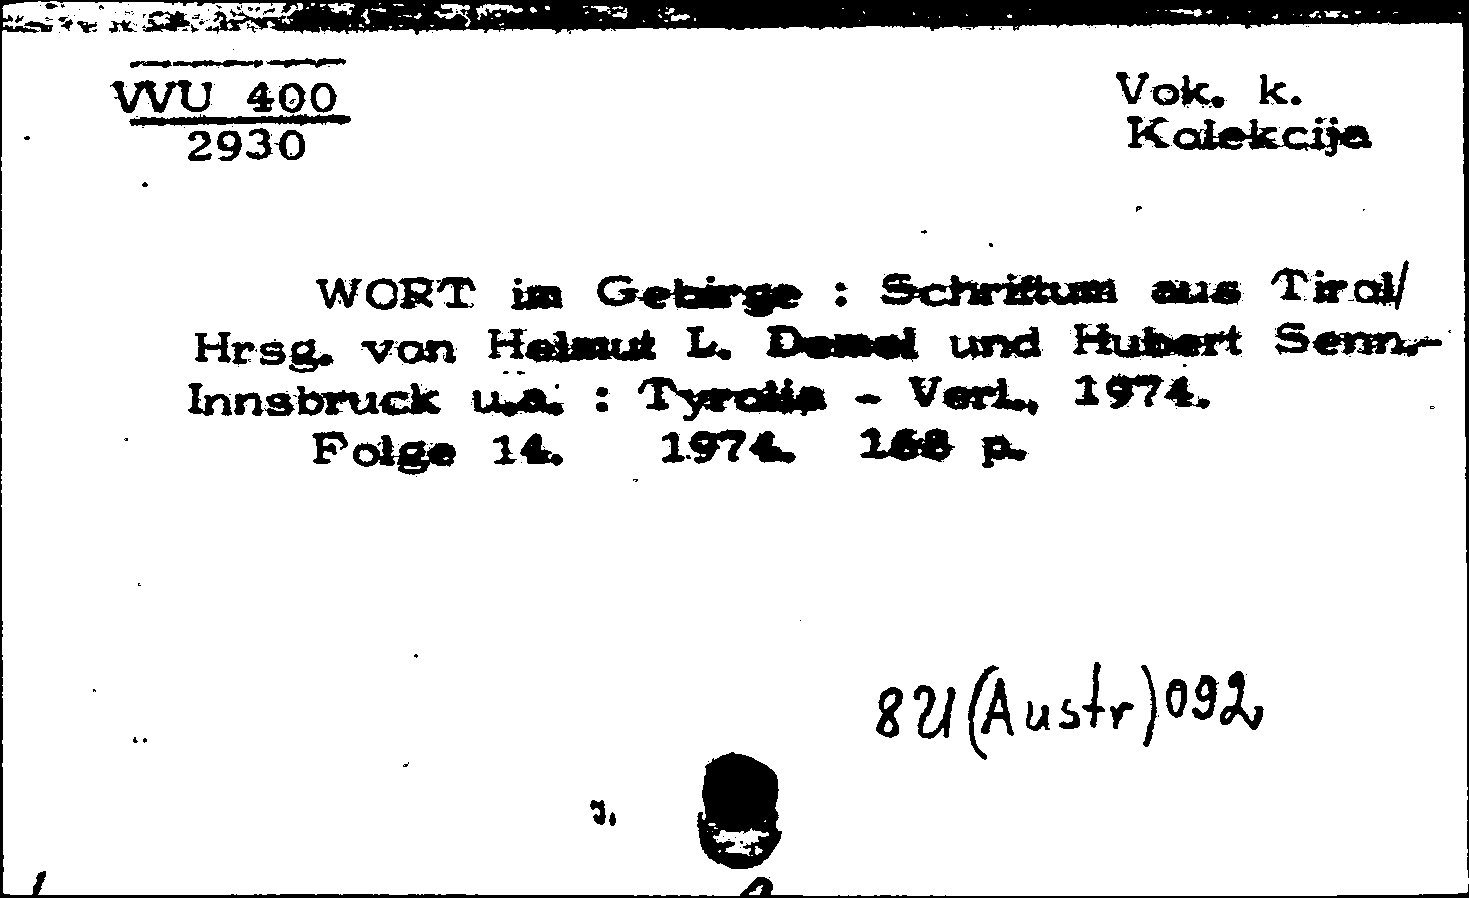 VVU 400
2930
Vok. k.
Kolekcija
WORT im Gebirge : Schrifttum aus Tirol/
Hrsg. von Helmut L. Demel und Hubert Senn.-
Innsbruck u.a. : Tyrolia - Verl., 1974.
Folge 14. 1974. 168 p.
821(Austr)092